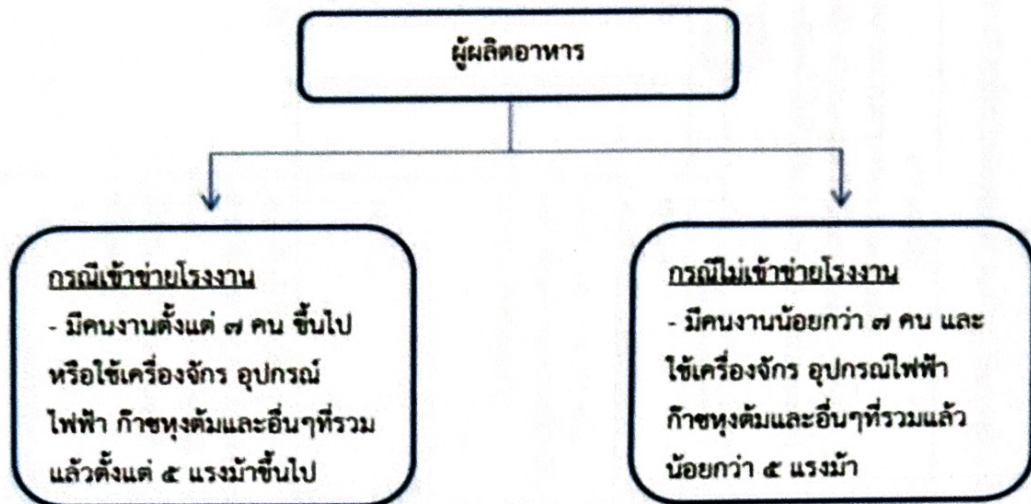 ผู้ผลิตอาหาร
กรณีเข้าข่ายโรงงาน
- มีคนงานตั้งแต่ ๗ คน ขึ้นไป
หรือใช้เครื่องจักร อุปกรณ์
ไฟฟ้า ก๊าซหุงต้มและอื่นๆที่รวม
แล้วตั้งแต่ ๕ แรงม้าขึ้นไป
กรณีไม่เข้าข่ายโรงงาน
- มีคนงานน้อยกว่า ๗ คน และ
ใช้เครื่องจักร อุปกรณ์ไฟฟ้า
ก๊าซหุงต้มและอื่นๆที่รวมแล้ว
น้อยกว่า ๕ แรงม้า